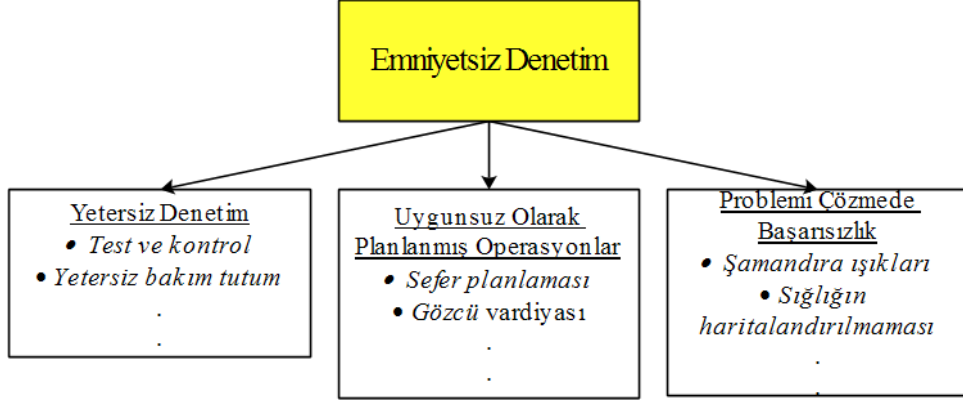 Emniyetsiz Denetim
Yetersiz Denetim
• Test ve kontrol
• Yetersiz bakım tutum
.
.
Uygunsuz Olarak
Planlanmış Operasyonlar
• Sefer planlaması
• Gözcü vardiyası
.
.
Problemi Çözmede
Başarısızlık
• Şamandıra ışıkları
• Sığlığın
haritalandırılmaması
.
.